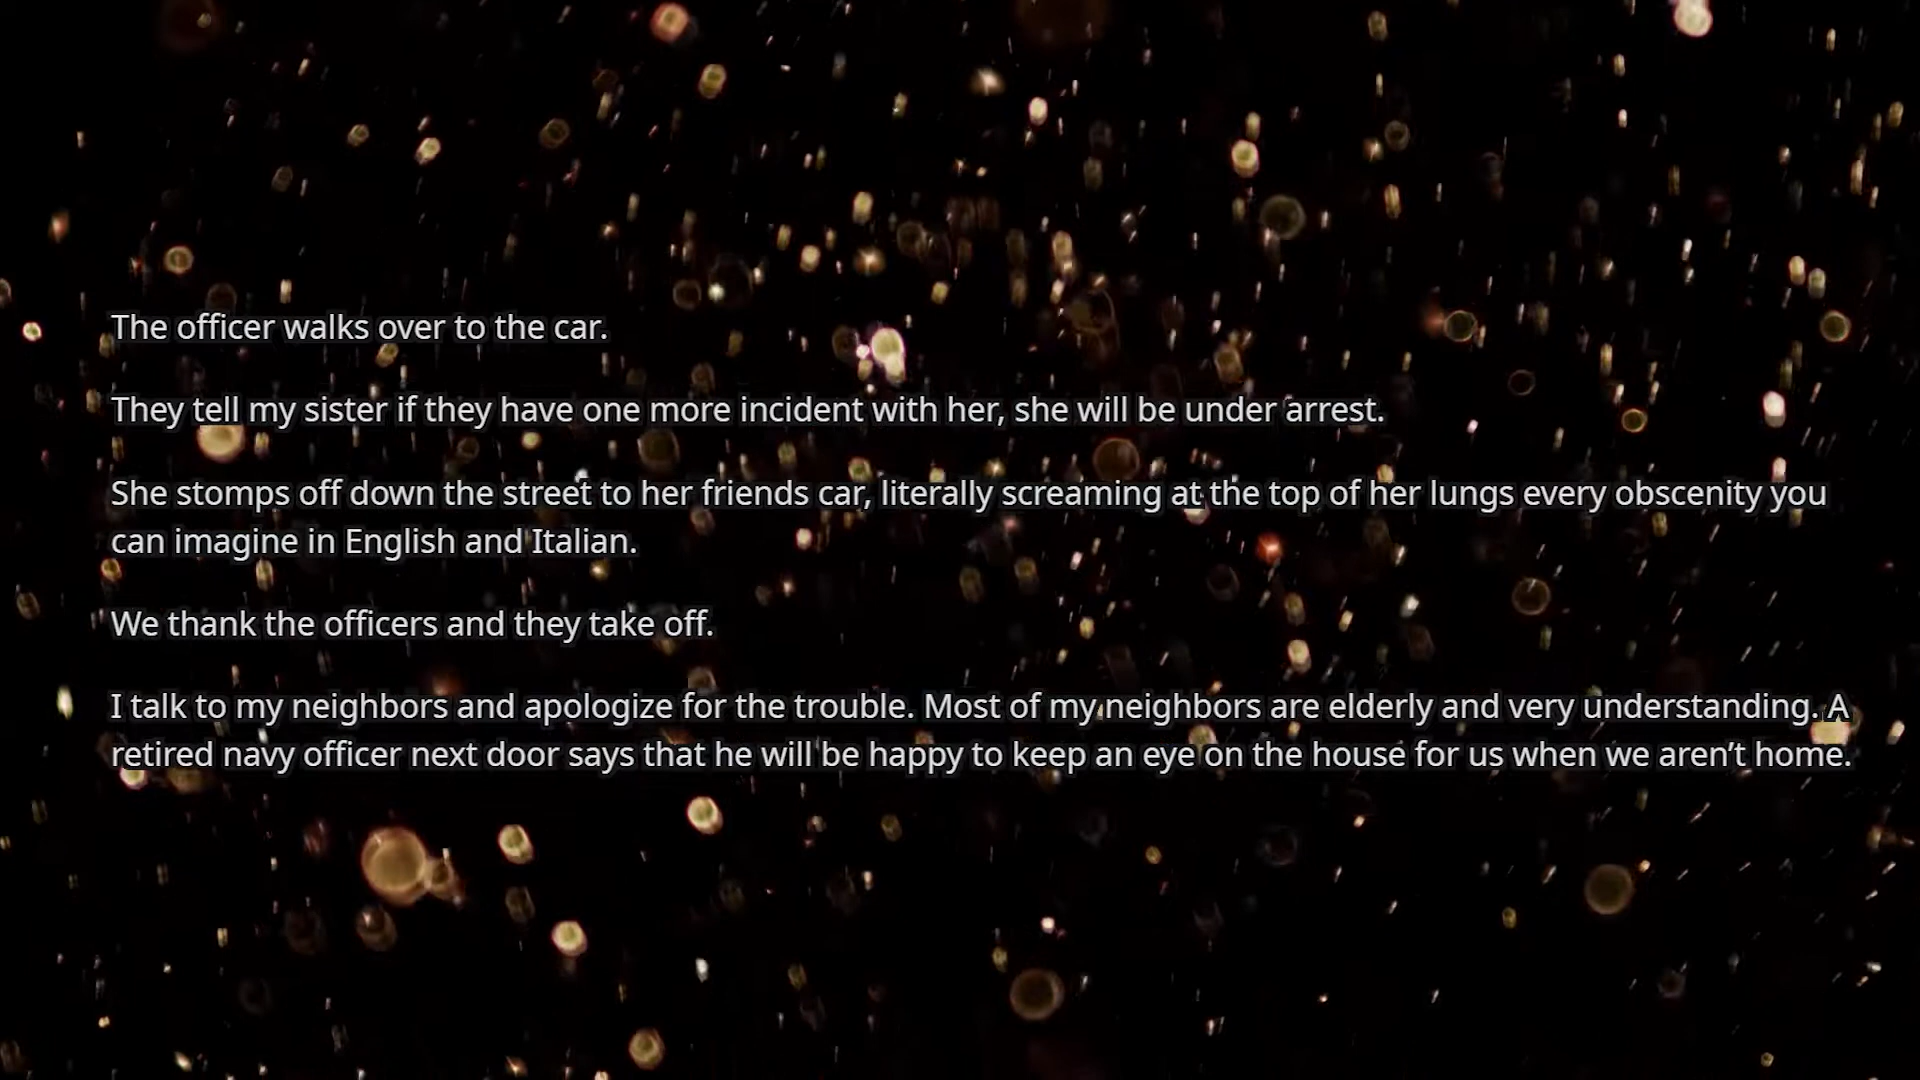 The officer walks over to the car.
They tell my sister if they have one more incident with her, she will be under arrest.
She stomps off down the street to her friends car, literally screaming at the top of her lungs every obscenity you
can imagine in English and Italian.
We thank the officers and they take off.
I talk to my neighbors and apologize for the trouble. Most of my neighbors are elderly and very understanding. A
retired navy officer next door says that he will be happy to keep an eye on the house for us when we aren’t home.